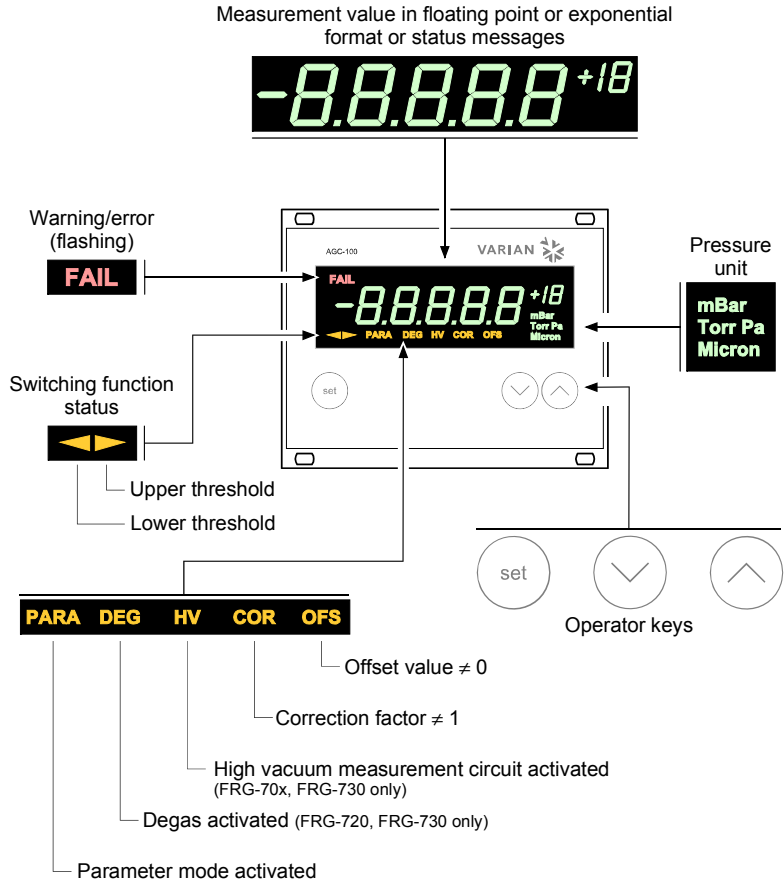 Measurement value in floating point or exponential
format or status messages
-8.8.8.8.8 +18
Warning/error
(flashing)
FAIL
AGC-100
VARIAN
FAIL
-8.8.8.8.8 +18
mBar
Torr Pa
Micron
PARA DEG HV COR OFS
set
Pressure
unit
mBar
Torr Pa
Micron
Switching function
status
Upper threshold
Lower threshold
set
Operator keys
PARA DEG HV COR OFS
Offset value ≠ 0
Correction factor ≠ 1
High vacuum measurement circuit activated
(FRG-70x, FRG-730 only)
Degas activated (FRG-720, FRG-730 only)
Parameter mode activated